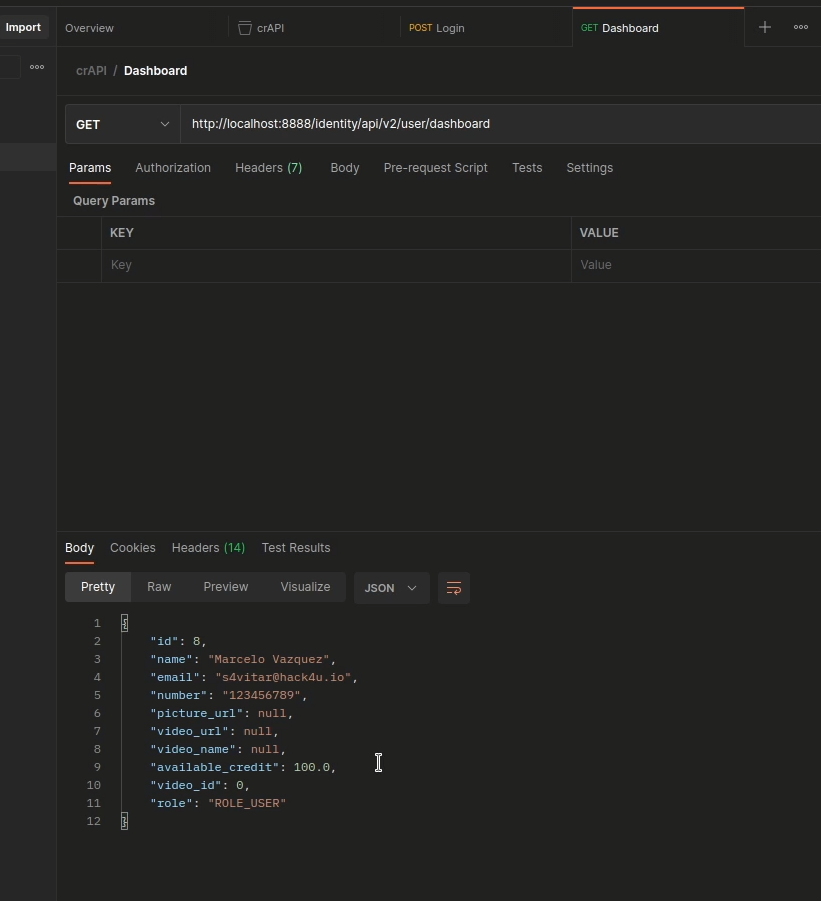 Import Overview crAPI POST Login GET Dashboard
crAPI / Dashboard
GET http://localhost:8888/identity/api/v2/user/dashboard
Params Authorization Headers (7) Body Pre-request Script Tests Settings
Query Params
KEY VALUE
Key Value
Body Cookies Headers (14) Test Results
Pretty Raw Preview Visualize JSON
1 {
2 "id": 8,
3 "name": "Marcelo Vazquez",
4 "email": "s4vitar@hack4u.io",
5 "number": "123456789",
6 "picture_url": null,
7 "video_url": null,
8 "video_name": null,
9 "available_credit": 100.0,
10 "video_id": 0,
11 "role": "ROLE_USER"
12 }